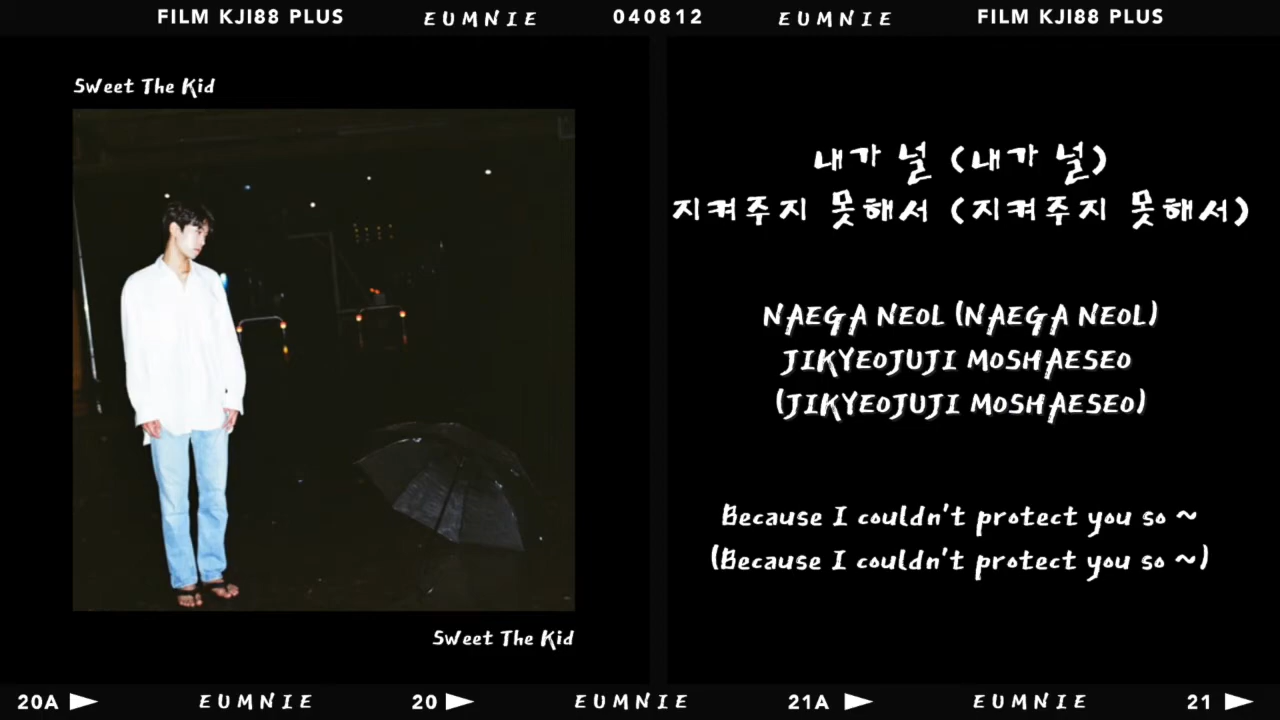 FILM KJI88 PLUS EUMNIE 040812 EUMNIE FILM KJI88 PLUS
Sweet The Kid
내가 널 (내가 널)
지켜주지 못해서 (지켜주지 못해서)
NAEGA NEOL (NAEGA NEOL)
JIKYEOJUJI MOSHAESEO
(JIKYEOJUJI MOSHAESEO)
Because I couldn't protect you so ~
(Because I couldn't protect you so ~)
Sweet The Kid
20A EUMNIE 20 EUMNIE 21A EUMNIE 21